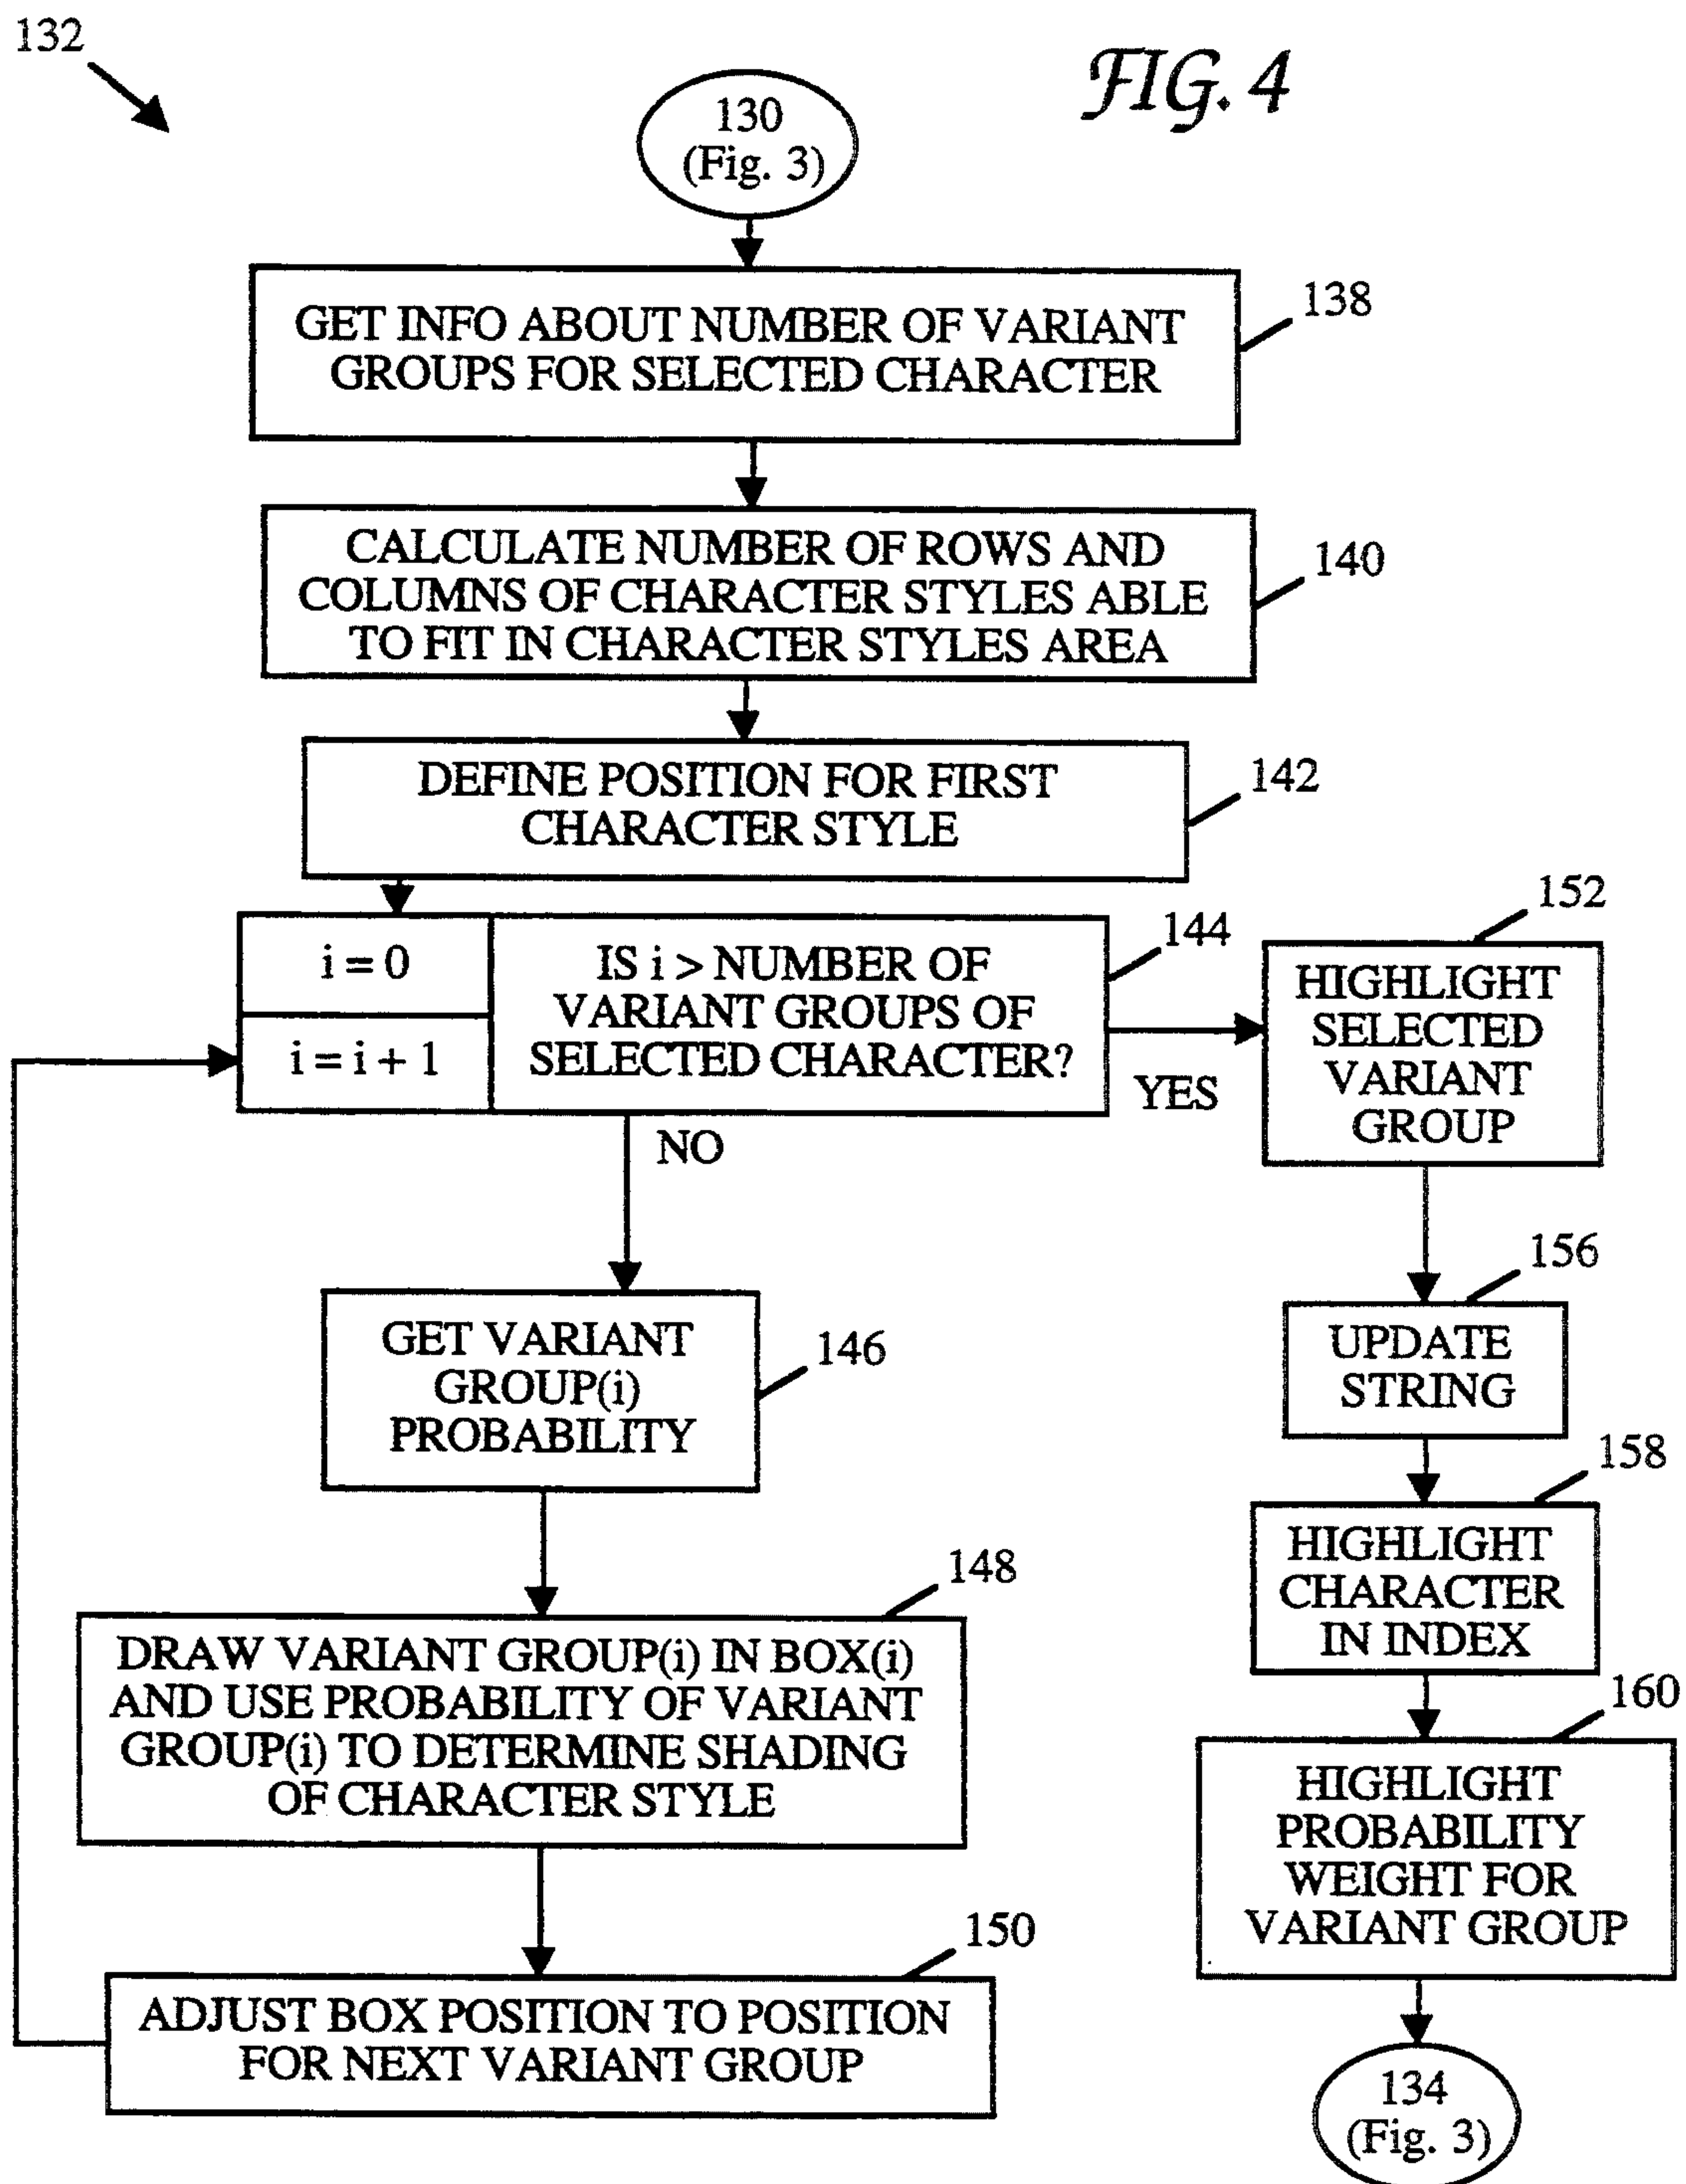 132
FIG. 4
130
(Fig. 3)
GET INFO ABOUT NUMBER OF VARIANT
GROUPS FOR SELECTED CHARACTER
138
CALCULATE NUMBER OF ROWS AND
COLUMNS OF CHARACTER STYLES ABLE
TO FIT IN CHARACTER STYLES AREA
140
DEFINE POSITION FOR FIRST
CHARACTER STYLE
142
i = 0
i = i + 1
IS i > NUMBER OF
VARIANT GROUPS OF
SELECTED CHARACTER?
144
YES
NO
152
HIGHLIGHT
SELECTED
VARIANT
GROUP
GET VARIANT
GROUP(i)
PROBABILITY
146
156
UPDATE
STRING
158
HIGHLIGHT
CHARACTER
IN INDEX
148
DRAW VARIANT GROUP(i) IN BOX(i)
AND USE PROBABILITY OF VARIANT
GROUP(i) TO DETERMINE SHADING
OF CHARACTER STYLE
160
HIGHLIGHT
PROBABILITY
WEIGHT FOR
VARIANT GROUP
150
ADJUST BOX POSITION TO POSITION
FOR NEXT VARIANT GROUP
134
(Fig. 3)